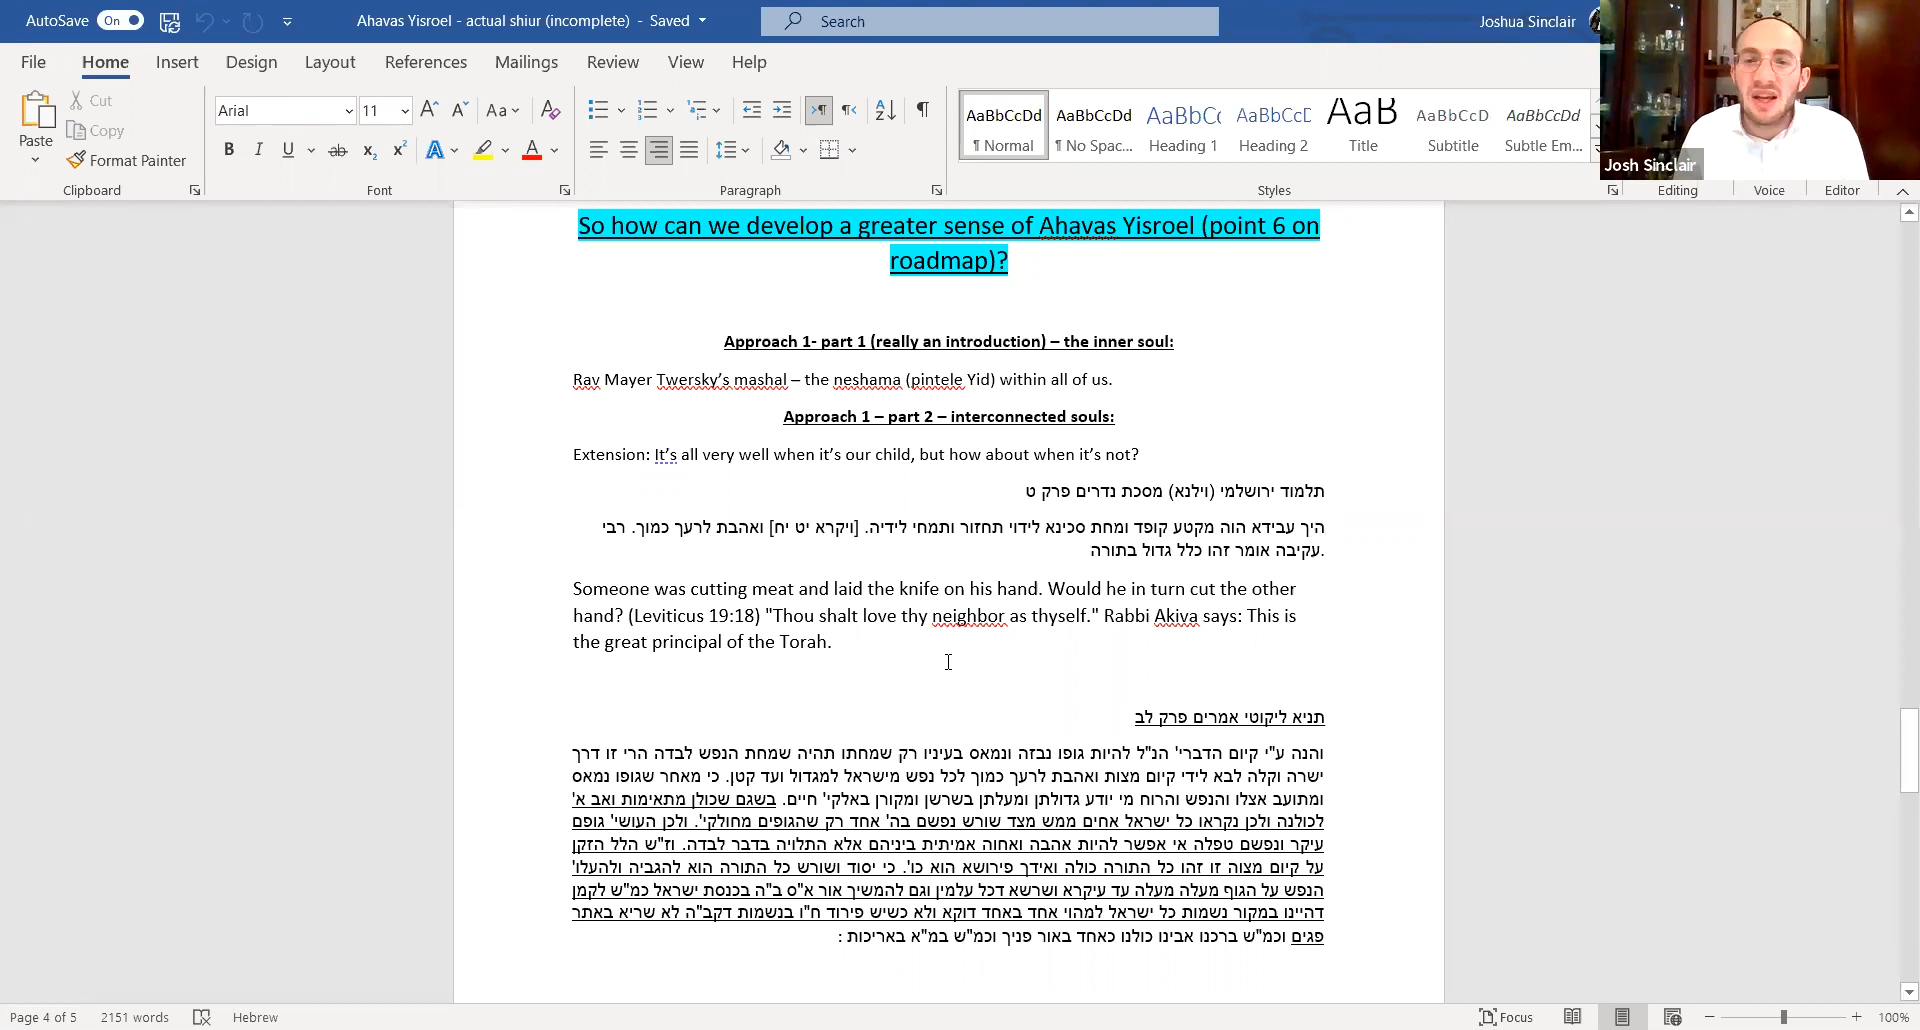 AutoSave On Ahavas Yisroel - actual shiur (incomplete) - Saved Search Joshua Sinclair
File Home Insert Design Layout References Mailings Review View Help
Paste Cut Copy Format Painter
Arial 11
AaBbCcDd AaBbCcDd AaBbCc AaBbCcD AaB AaBbCcD AaBbCcDd
¶ Normal ¶ No Spac... Heading 1 Heading 2 Title Subtitle Subtle Em...
Josh Sinclair
Clipboard Font Paragraph Styles Editing Voice Editor
So how can we develop a greater sense of Ahavas Yisroel (point 6 on
roadmap)?
Approach 1- part 1 (really an introduction) – the inner soul:
Rav Mayer Twersky’s mashal – the neshama (pintele Yid) within all of us.
Approach 1 – part 2 – interconnected souls:
Extension: It’s all very well when it’s our child, but how about when it’s not?
תלמוד ירושלמי (וילנא) מסכת נדרים פרק ט
היך עבידא הוה מקטע קופד ומחת סכינא לידוי תחזור ותמחי לידיה. [ויקרא יט יח] ואהבת לרעך כמוך. רבי
עקיבה אומר זהו כלל גדול בתורה.
Someone was cutting meat and laid the knife on his hand. Would he in turn cut the other
hand? (Leviticus 19:18) "Thou shalt love thy neighbor as thyself." Rabbi Akiva says: This is
the great principal of the Torah.
תניא ליקוטי אמרים פרק לב
והנה ע"י קיום הדברי' הנ"ל להיות גופו נבזה ונמאס בעיניו רק שמחתו תהיה שמחת הנפש לבדה הרי זו דרך
ישרה וקלה לבא לידי קיום מצות ואהבת לרעך כמוך לכל נפש מישראל למגדול ועד קטן. כי מאחר שגופו נמאס
ומתועב אצלו והנפש והרוח מי יודע גדולתן ומעלתן בשרשן ומקורן באלקי' חיים. בשגם שכולן מתאימות ואב א'
לכולנה ולכן נקראו כל ישראל אחים ממש מצד שורש נפשם בה' אחד רק שהגופים מחולקי'. ולכן העושי' גופם
עיקר ונפשם טפלה אי אפשר להיות אהבה ואחוה אמיתית ביניהם אלא התלויה בדבר לבדה. וז"ש הלל הזקן
על קיום מצוה זו זהו כל התורה כולה ואידך פירושא הוא כו'. כי יסוד ושורש כל התורה הוא להגביה ולהעלו'
הנפש על הגוף מעלה מעלה עד עיקרא ושרשא דכל עלמין וגם להמשיך אור א"ס ב"ה בכנסת ישראל כמ"ש לקמן
דהיינו במקור נשמות כל ישראל למהוי אחד באחד דוקא ולא כשיש פירוד ח"ו בנשמות דקב"ה לא שריא באתר
פגים וכמ"ש ברכנו אבינו כולנו כאחד באור פניך וכמ"ש במ"א באריכות :
Page 4 of 5 2151 words Hebrew Focus 100%